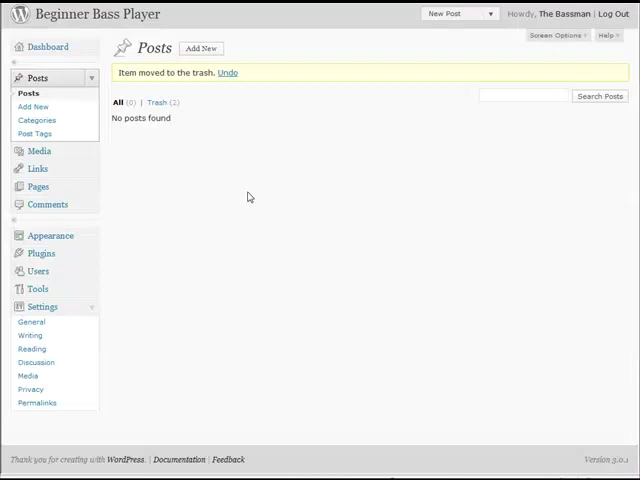 Beginner Bass Player
New Post
Howdy, The Bassman | Log Out
Screen Options
Help
Dashboard
Posts
Posts
Add New
Categories
Post Tags
Media
Links
Pages
Comments
Appearance
Plugins
Users
Tools
Settings
General
Writing
Reading
Discussion
Media
Privacy
Permalinks
Posts
Add New
Item moved to the trash. Undo
All (0) | Trash (2)
Search Posts
No posts found
Thank you for creating with WordPress. | Documentation | Feedback
Version 3.0.1